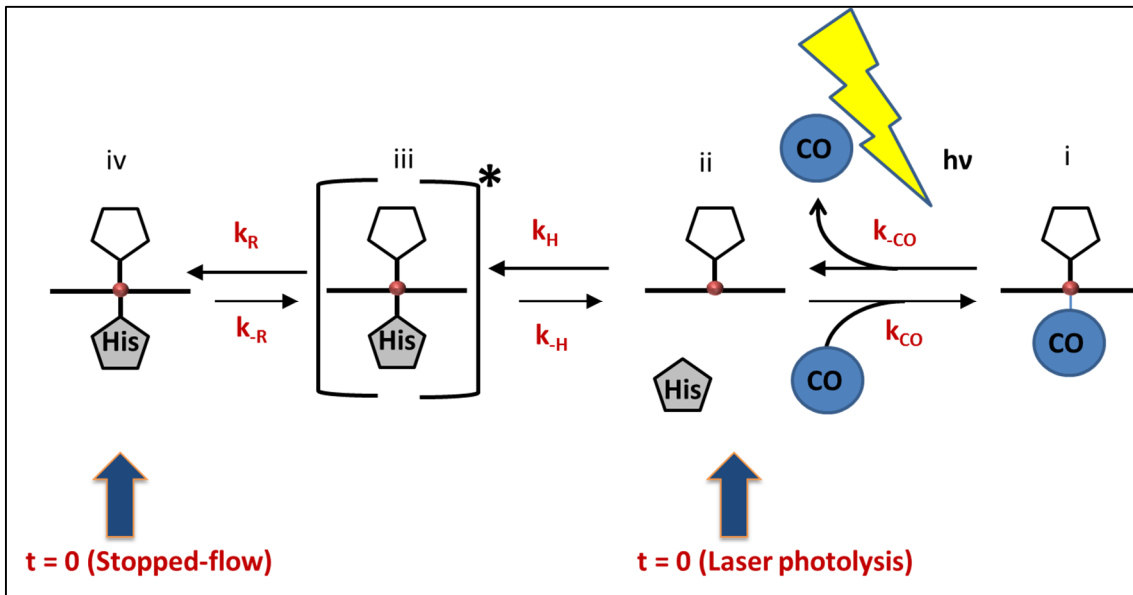 iv
iii
*
ii
CO
hν
i
k_R
k_H
k_-CO
k_-R
k_-H
k_CO
His
His
His
CO
CO
t = 0 (Stopped-flow)
t = 0 (Laser photolysis)